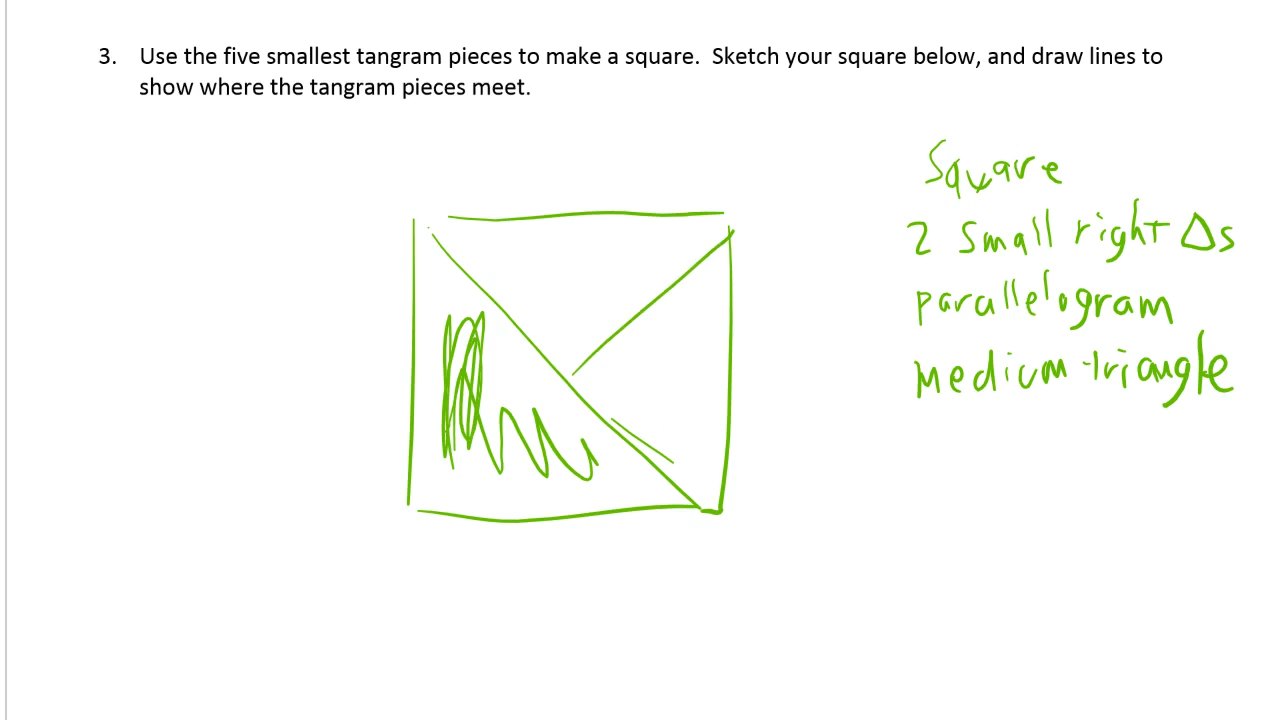 3. Use the five smallest tangram pieces to make a square. Sketch your square below, and draw lines to
show where the tangram pieces meet.
Square
2 small right Δs
parallelogram
Medium triangle